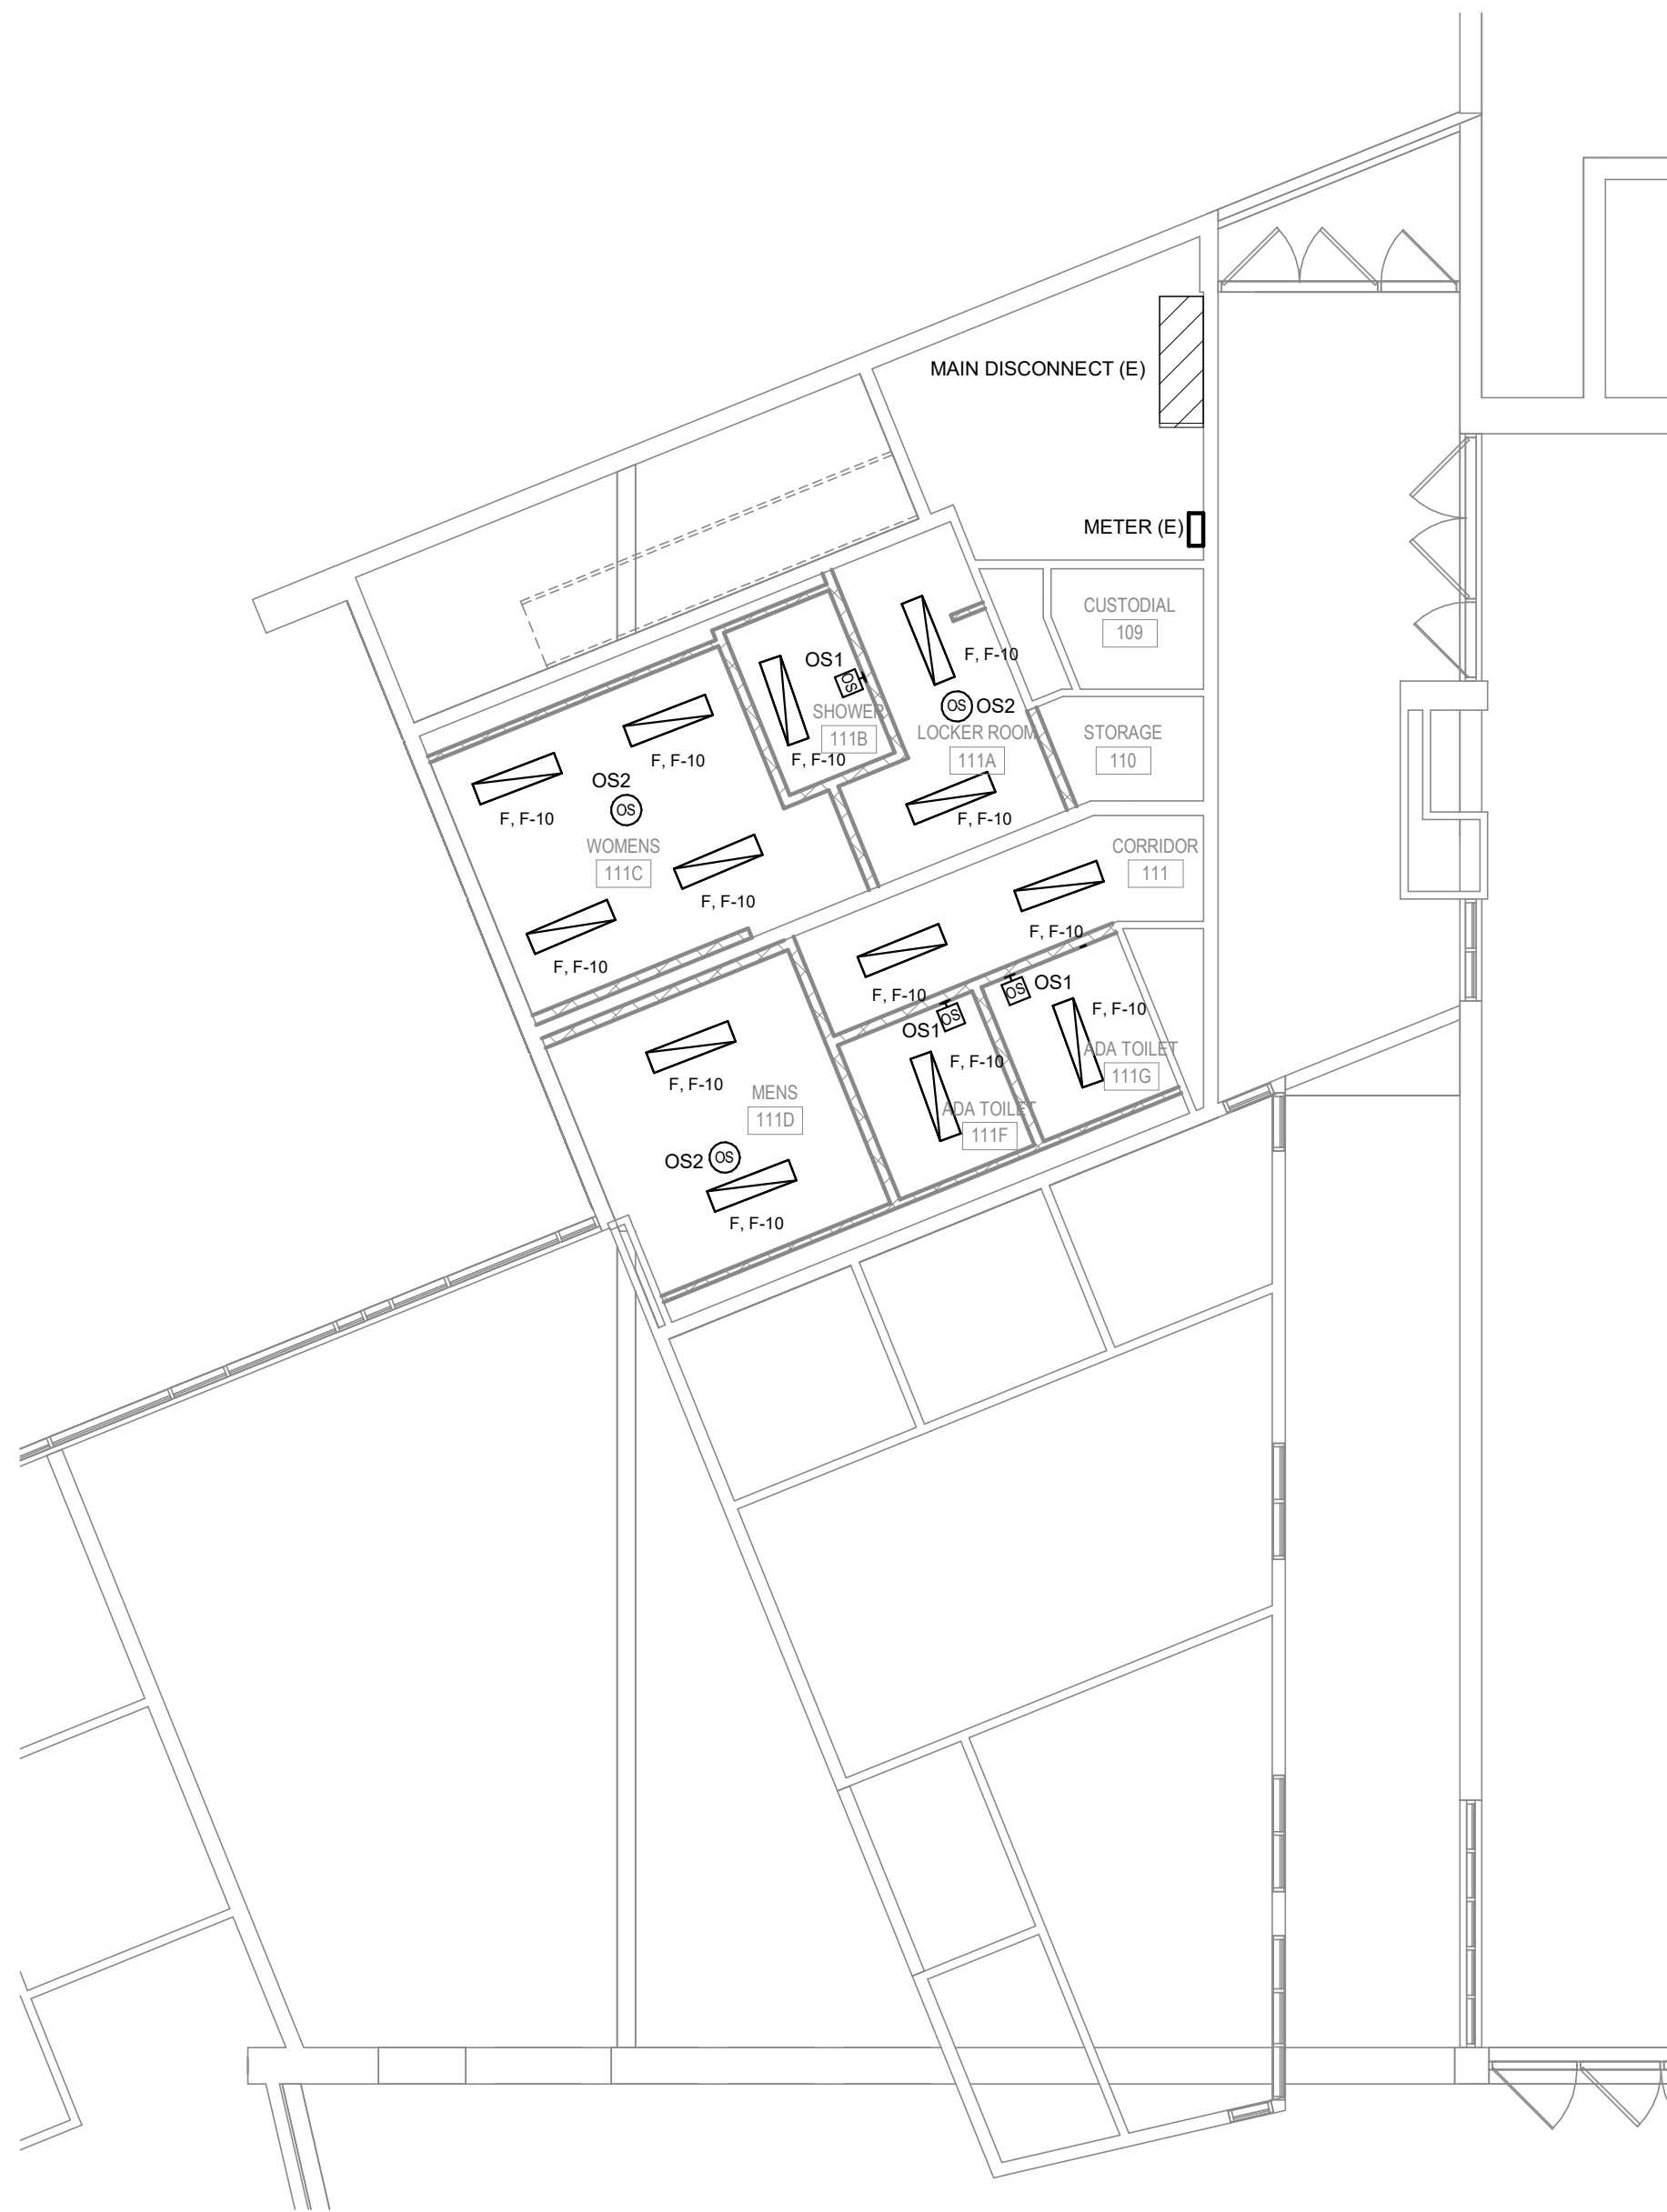 MAIN DISCONNECT (E)
METER (E)
CUSTODIAL
109
F, F-10
OS1
OS
OS
OS2
SHOWER
111B
LOCKER ROOM
111A
STORAGE
110
F, F-10
F, F-10
OS2
OS
F, F-10
F, F-10
WOMENS
111C
CORRIDOR
111
F, F-10
F, F-10
F, F-10
F, F-10
OS1
OS
OS1
OS
F, F-10
F, F-10
ADA TOILET
111G
F, F-10
MENS
111D
ADA TOILET
111F
OS2
OS
F, F-10